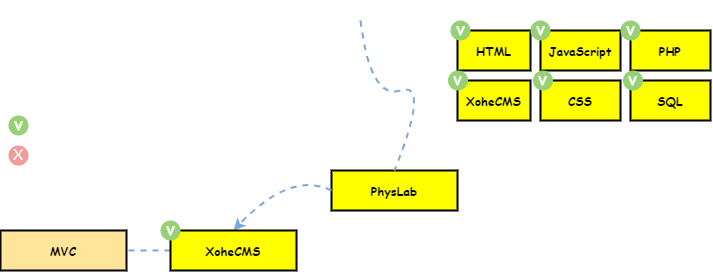 V V V
HTML JavaScript PHP
V V V
XoheCMS CSS SQL
V
X
PhysLab
V
MVC XoheCMS